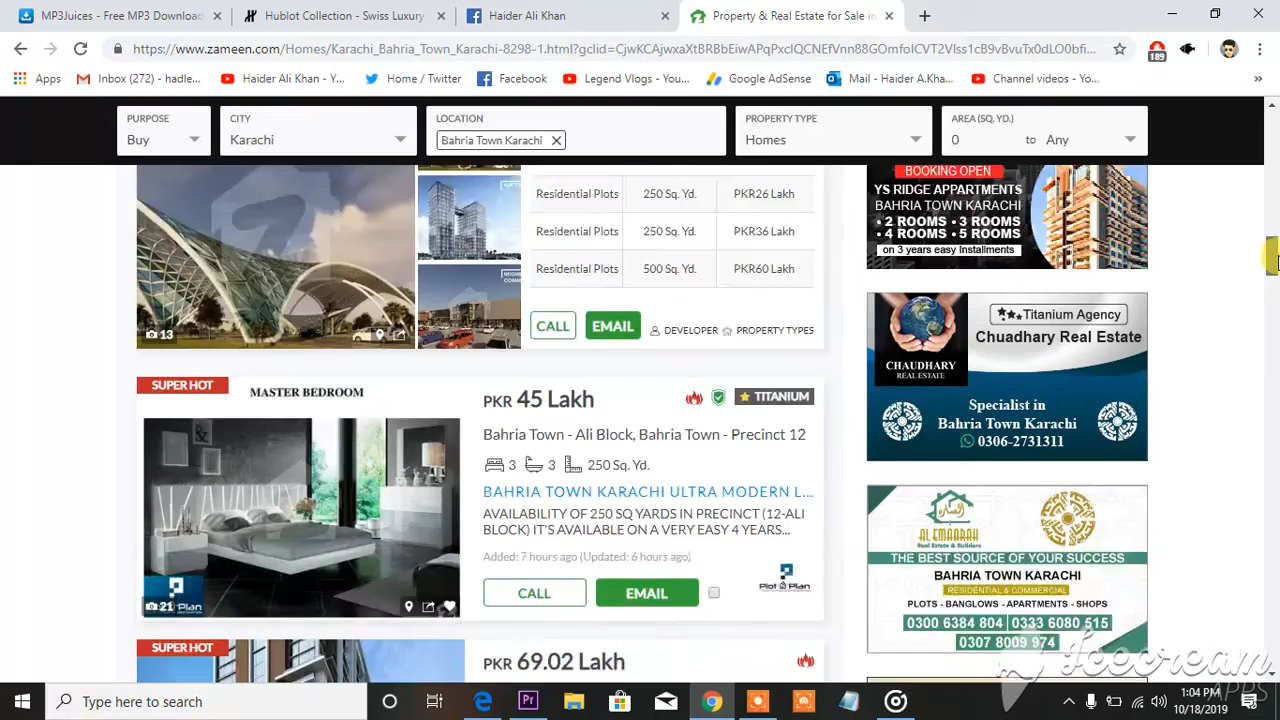 MP3Juices - Free MP3 Download
Hublot Collection - Swiss Luxury
Haider Ali Khan
Property & Real Estate for Sale in
https://www.zameen.com/Homes/Karachi_Bahria_Town_Karachi-8298-1.html?gclid=
189
Apps
Inbox (272) - hadle...
Haider Ali Khan - Y...
Home / Twitter
Facebook
Legend Vlogs - You...
Google AdSense
Mail - Haider A.Kha...
Channel videos - Yo...
PURPOSE
Buy
CITY
Karachi
LOCATION
Bahria Town Karachi
PROPERTY TYPE
Homes
AREA (SQ. YD.)
0 to Any
Residential Plots 250 Sq. Yd. PKR26 Lakh
Residential Plots 250 Sq. Yd. PKR36 Lakh
Residential Plots 500 Sq. Yd. PKR60 Lakh
13
CALL
EMAIL
DEVELOPER
PROPERTY TYPES
SUPER HOT
MASTER BEDROOM
21
Plan
PKR 45 Lakh
TITANIUM
Bahria Town - Ali Block, Bahria Town - Precinct 12
3 3 250 Sq. Yd.
BAHRIA TOWN KARACHI ULTRA MODERN L...
AVAILABILITY OF 250 SQ YARDS IN PRECINCT (12-ALI
BLOCK) IT'S AVAILABLE ON A VERY EASY 4 YEARS...
Added: 7 hours ago (Updated: 6 hours ago)
CALL
EMAIL
Plot Plan
SUPER HOT
PKR 69.02 Lakh
BOOKING OPEN
YS RIDGE APPARTMENTS
BAHRIA TOWN KARACHI
• 2 ROOMS • 3 ROOMS
• 4 ROOMS • 5 ROOMS
on 3 years easy Installments
CHAUDHARY
REAL ESTATE
Titanium Agency
Chuadhary Real Estate
Specialist in
Bahria Town Karachi
0306-2731311
AL EMAARAH
Real Estate & Builders
THE BEST SOURCE OF YOUR SUCCESS
BAHRIA TOWN KARACHI
RESIDENTIAL & COMMERCIAL
PLOTS - BANGLOWS - APARTMENTS - SHOPS
0300 6384 804 0333 6080 515
0307 8009 974
Icecream
APPS
Type here to search
1:04 PM
10/18/2019